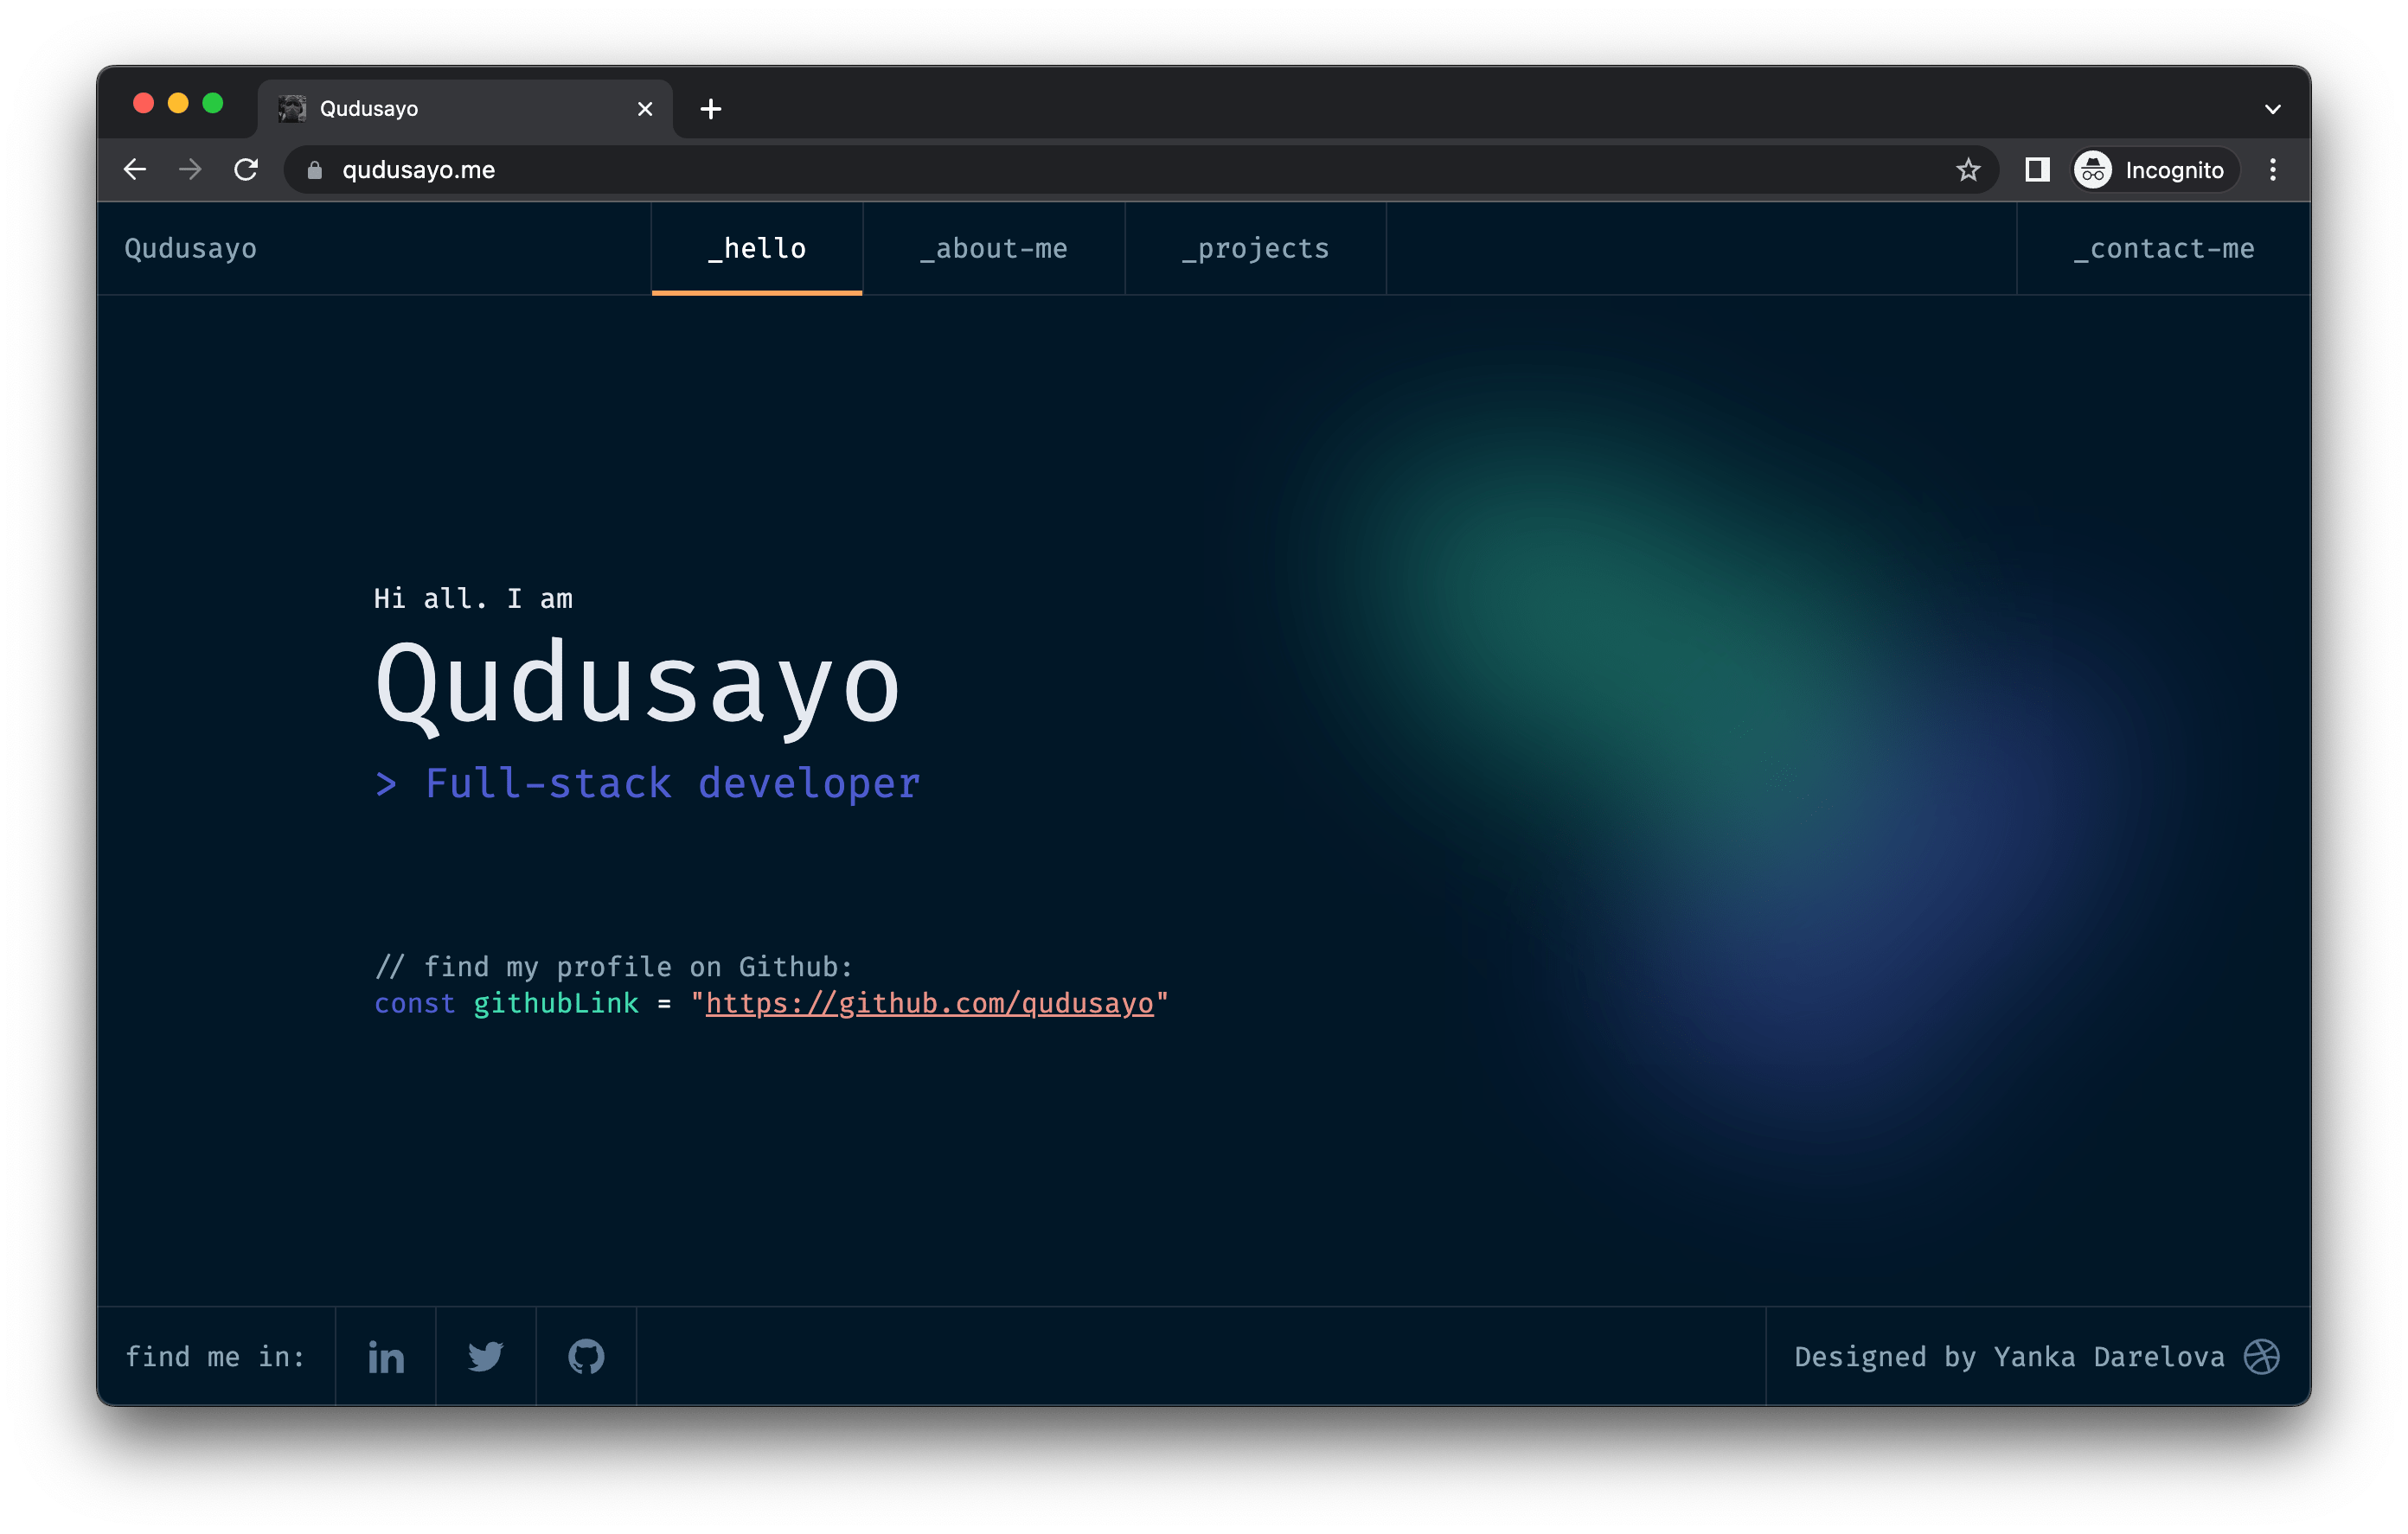 Qudusayo
qudusayo.me
Incognito
Qudusayo
_hello
_about-me
_projects
_contact-me
Hi all. I am
Qudusayo
> Full-stack developer
// find my profile on Github:
const githubLink = "https://github.com/qudusayo"
find me in:
in
Designed by Yanka Darelova